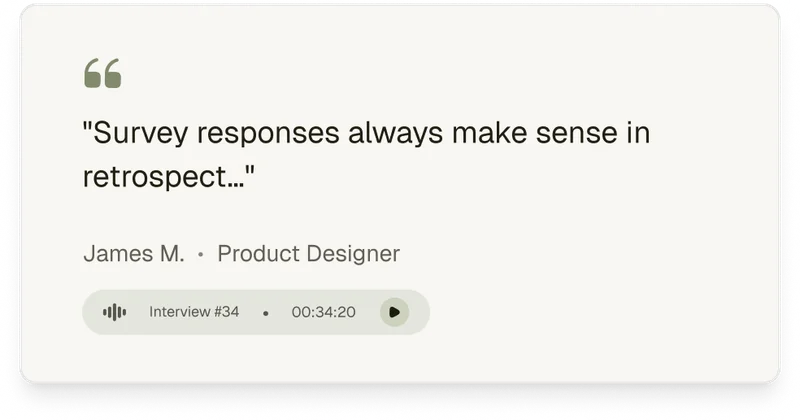 "Survey responses always make sense in
retrospect..."
James M. • Product Designer
Interview #34 • 00:34:20